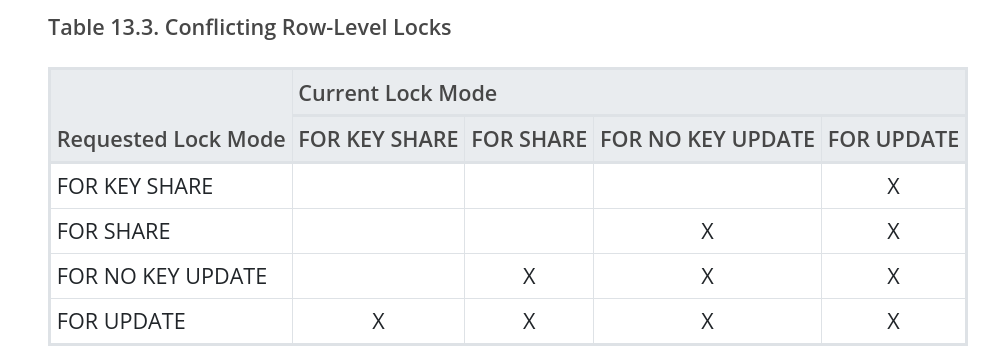 Table 13.3. Conflicting Row-Level Locks
Current Lock Mode
Requested Lock Mode FOR KEY SHARE FOR SHARE FOR NO KEY UPDATE FOR UPDATE
FOR KEY SHARE X
FOR SHARE X X
FOR NO KEY UPDATE X X X
FOR UPDATE X X X X